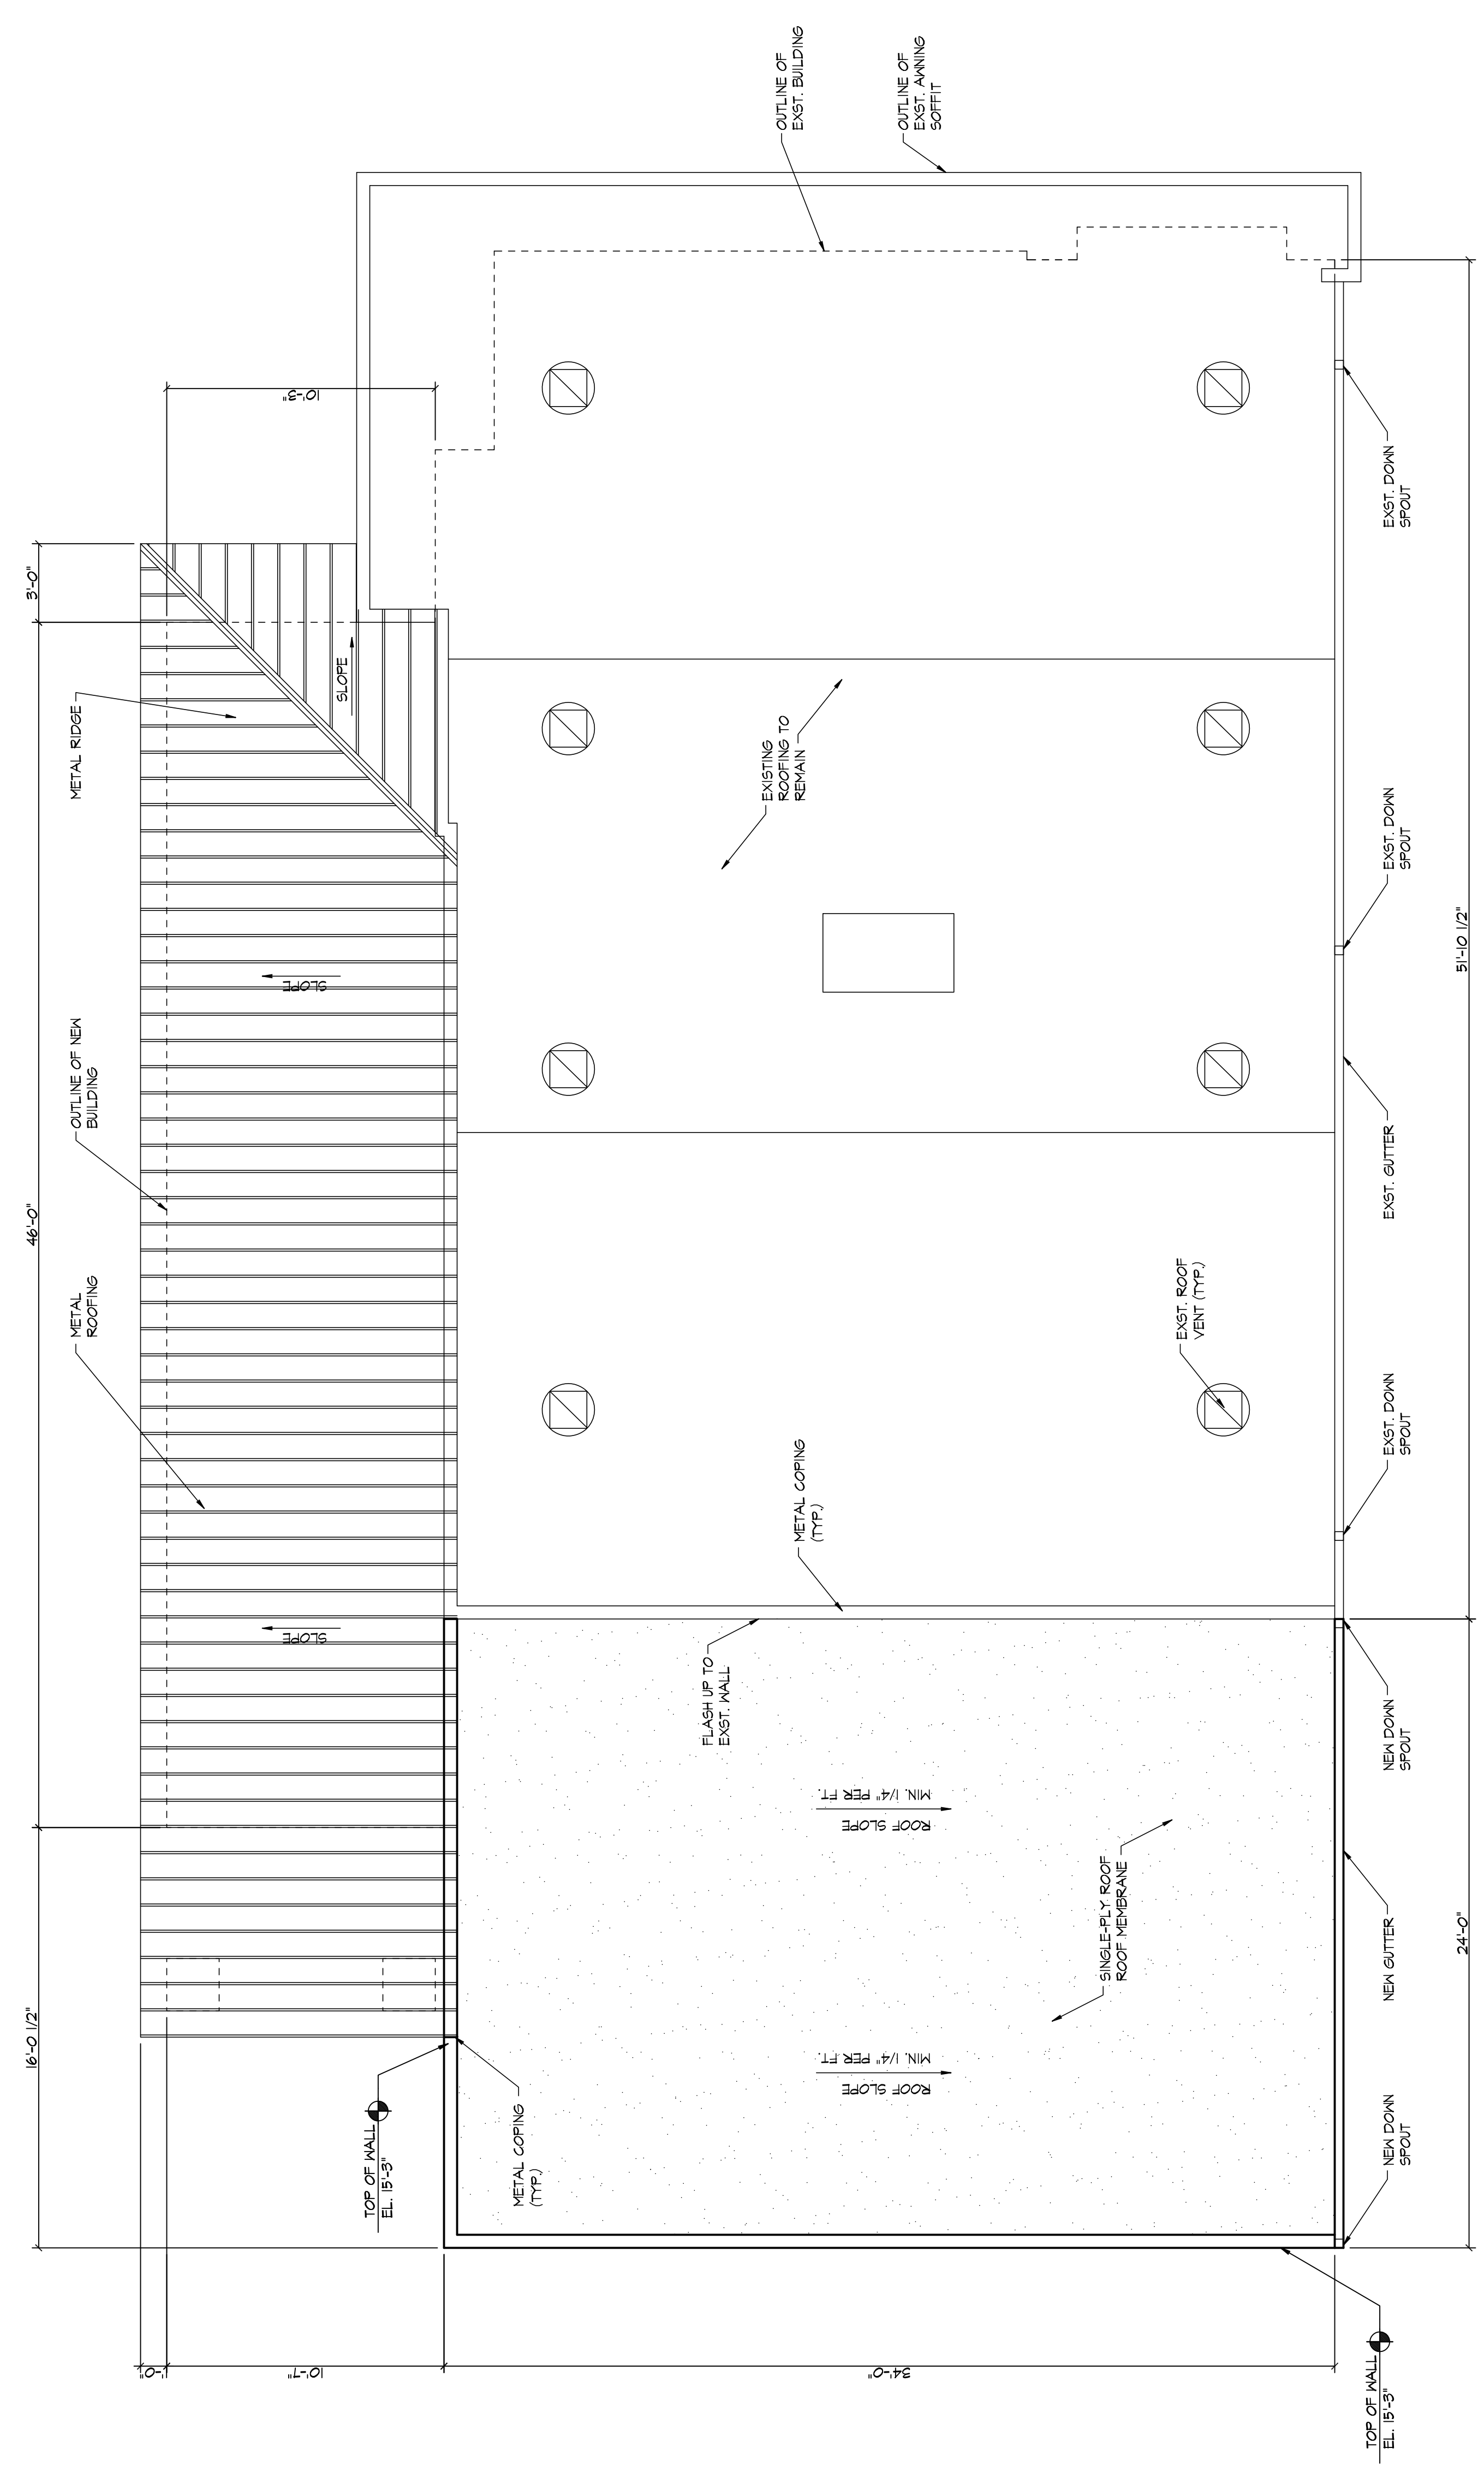 3'-0"
46'-0"
16'-0 1/2"
METAL RIDGE
OUTLINE OF NEW
BUILDING
METAL
ROOFING
10'-3"
SLOPE
SLOPE
SLOPE
OUTLINE OF
EXST. BUILDING
OUTLINE OF
EXST. AWNING
SOFFIT
EXISTING
ROOFING TO
REMAIN
EXST. ROOF
VENT (TYP.)
METAL COPING
(TYP.)
FLASH UP TO
EXST. WALL
ROOF SLOPE
MIN. 1/4" PER FT.
ROOF SLOPE
MIN. 1/4" PER FT.
SINGLE-PLY ROOF
ROOF MEMBRANE
TOP OF WALL
EL. 15'-3"
METAL COPING
(TYP.)
1'-0"
10'-7"
34'-0"
EXST. DOWN
SPOUT
EXST. DOWN
SPOUT
EXST. GUTTER
EXST. DOWN
SPOUT
NEW DOWN
SPOUT
NEW GUTTER
NEW DOWN
SPOUT
51'-10 1/2"
24'-0"
TOP OF WALL
EL. 15'-3"